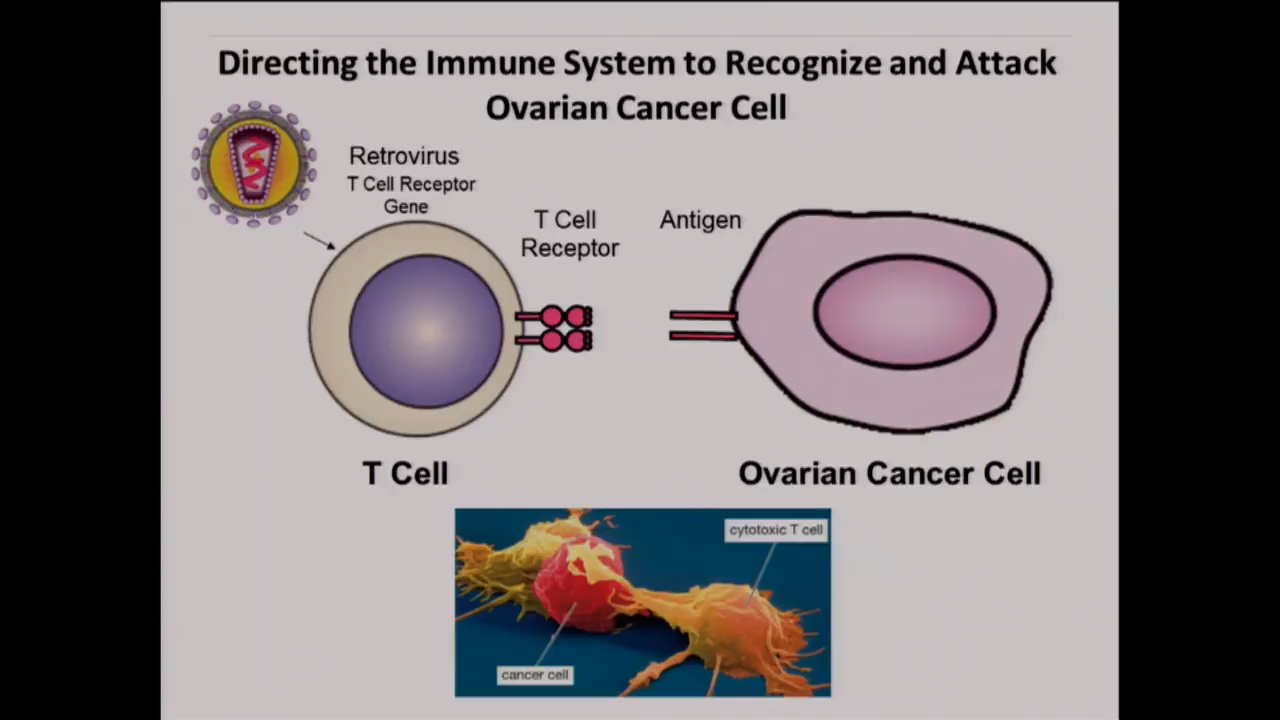 Directing the Immune System to Recognize and Attack
Ovarian Cancer Cell
Retrovirus
T Cell Receptor
Gene
T Cell
Receptor
Antigen
T Cell
Ovarian Cancer Cell
cytotoxic T cell
cancer cell